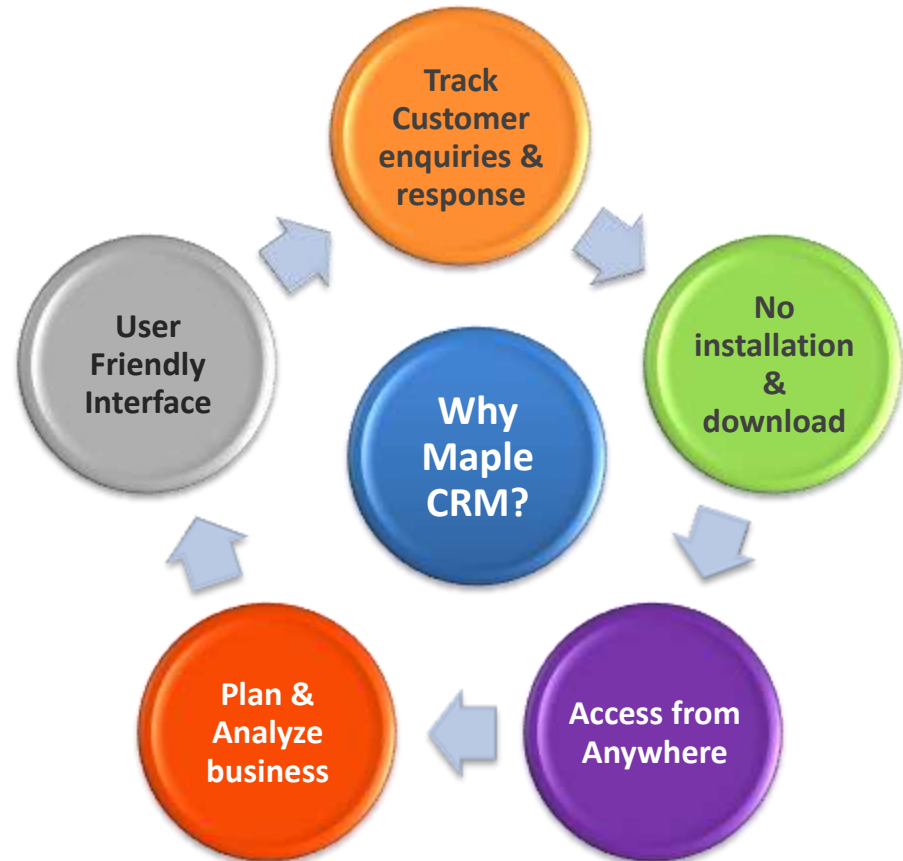 Track
Customer
enquiries &
response
No
installation
&
download
Access from
Anywhere
Plan &
Analyze
business
User
Friendly
Interface
Why
Maple
CRM?